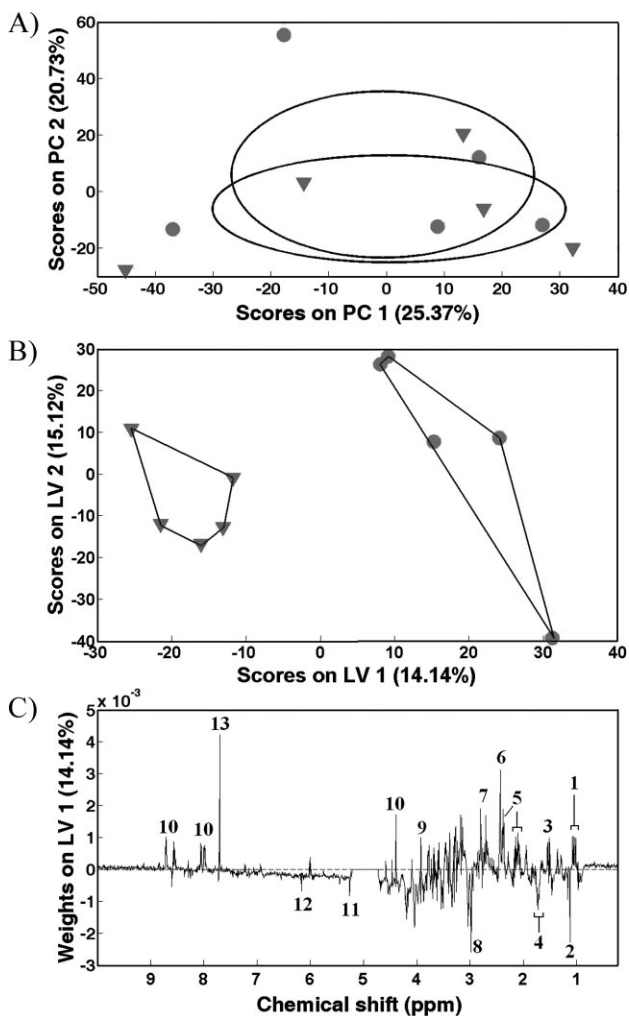 A)
Scores on PC 2 (20.73%)
60
40
20
0
-20
-50 -40 -30 -20 -10 0 10 20 30 40
Scores on PC 1 (25.37%)
B)
Scores on LV 2 (15.12%)
30
20
10
0
-10
-20
-30
-40
-30 -20 -10 0 10 20 30 40
Scores on LV 1 (14.14%)
C)
Weights on LV 1 (14.14%)
x 10⁻³
5
4
3
2
1
0
-1
-2
-3
13
10 10
12
11
10
9
8
7
6
5
4
3
2
1
9 8 7 6 5 4 3 2 1
Chemical shift (ppm)